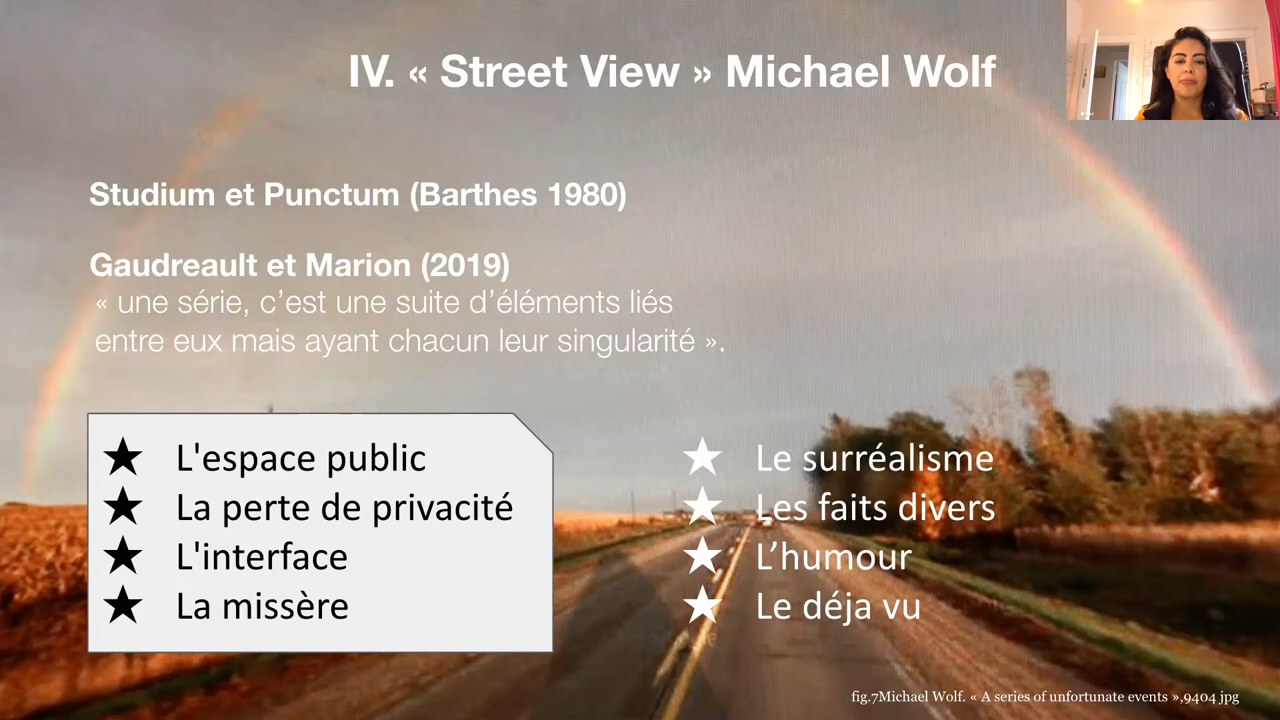 IV. « Street View » Michael Wolf
Studium et Punctum (Barthes 1980)
Gaudreault et Marion (2019)
« une série, c’est une suite d’éléments liés
entre eux mais ayant chacun leur singularité ».
★ L'espace public
★ La perte de privacité
★ L'interface
★ La missère
★ Le surréalisme
★ Les faits divers
★ L’humour
★ Le déja vu
fig.7Michael Wolf. « A series of unfortunate events »,9404 jpg